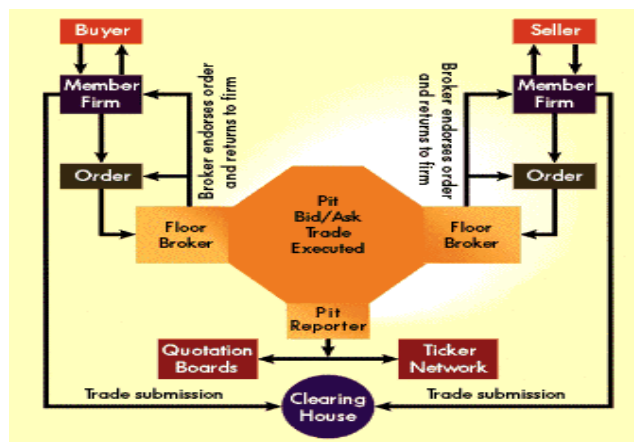 Buyer
Seller
Member
Firm
Member
Firm
Broker endorses order
and returns to firm
Broker endorses order
and returns to firm
Order
Order
Pit
Bid/Ask
Trade
Executed
Floor
Broker
Floor
Broker
Pit
Reporter
Quotation
Boards
Ticker
Network
Trade submission
Clearing
House
Trade submission